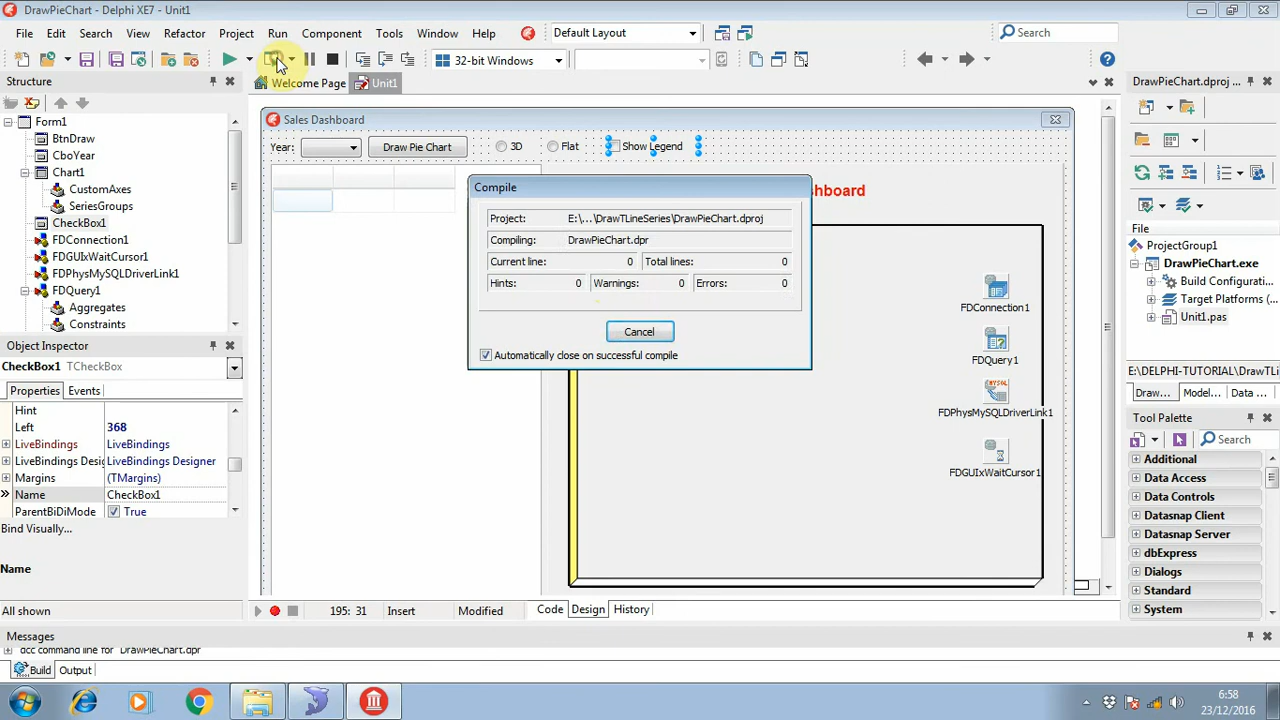 DrawPieChart - Delphi XE7 - Unit1
File Edit Search View Refactor Project Run Component Tools Window Help
Default Layout
Search
32-bit Windows
Structure
Welcome Page
Unit1
DrawPieChart.dproj
Form1
BtnDraw
CboYear
Chart1
CustomAxes
SeriesGroups
CheckBox1
FDConnection1
FDGUIxWaitCursor1
FDPhysMySQLDriverLink1
FDQuery1
Aggregates
Constraints
Object Inspector
CheckBox1 TCheckBox
Properties Events
Hint
Left 368
LiveBindings LiveBindings
LiveBindings Desig LiveBindings Designer
Margins (TMargins)
Name CheckBox1
ParentBiDiMode True
Bind Visually...
Name
All shown
Sales Dashboard
Year:
Draw Pie Chart
3D
Flat
Show Legend
hboard
Compile
Project: E:\...\DrawTLineSeries\DrawPieChart.dproj
Compiling: DrawPieChart.dpr
Current line: 0 Total lines: 0
Hints: 0 Warnings: 0 Errors: 0
Cancel
Automatically close on successful compile
FDConnection1
FDQuery1
MYSQL
FDPhysMySQLDriverLink1
FDGUIxWaitCursor1
195: 31 Insert Modified Code Design History
File
ProjectGroup1
DrawPieChart.exe
Build Configurati...
Target Platforms (...
Unit1.pas
E:\DELPHI-TUTORIAL\DrawTLi
Draw... Model... Data ...
Tool Palette
Search
Additional
Data Access
Data Controls
Datasnap Client
Datasnap Server
dbExpress
Dialogs
Standard
System
Messages
dcc command line for "DrawPieChart.dpr"
Build Output
6:58
23/12/2016